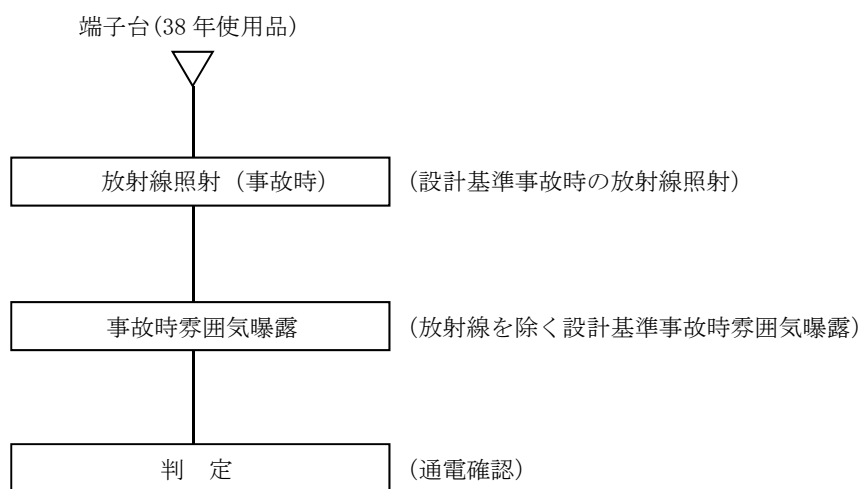 端子台(38 年使用品)
放射線照射（事故時） (設計基準事故時の放射線照射)
事故時雰囲気曝露 (放射線を除く設計基準事故時雰囲気曝露)
判　定 (通電確認)